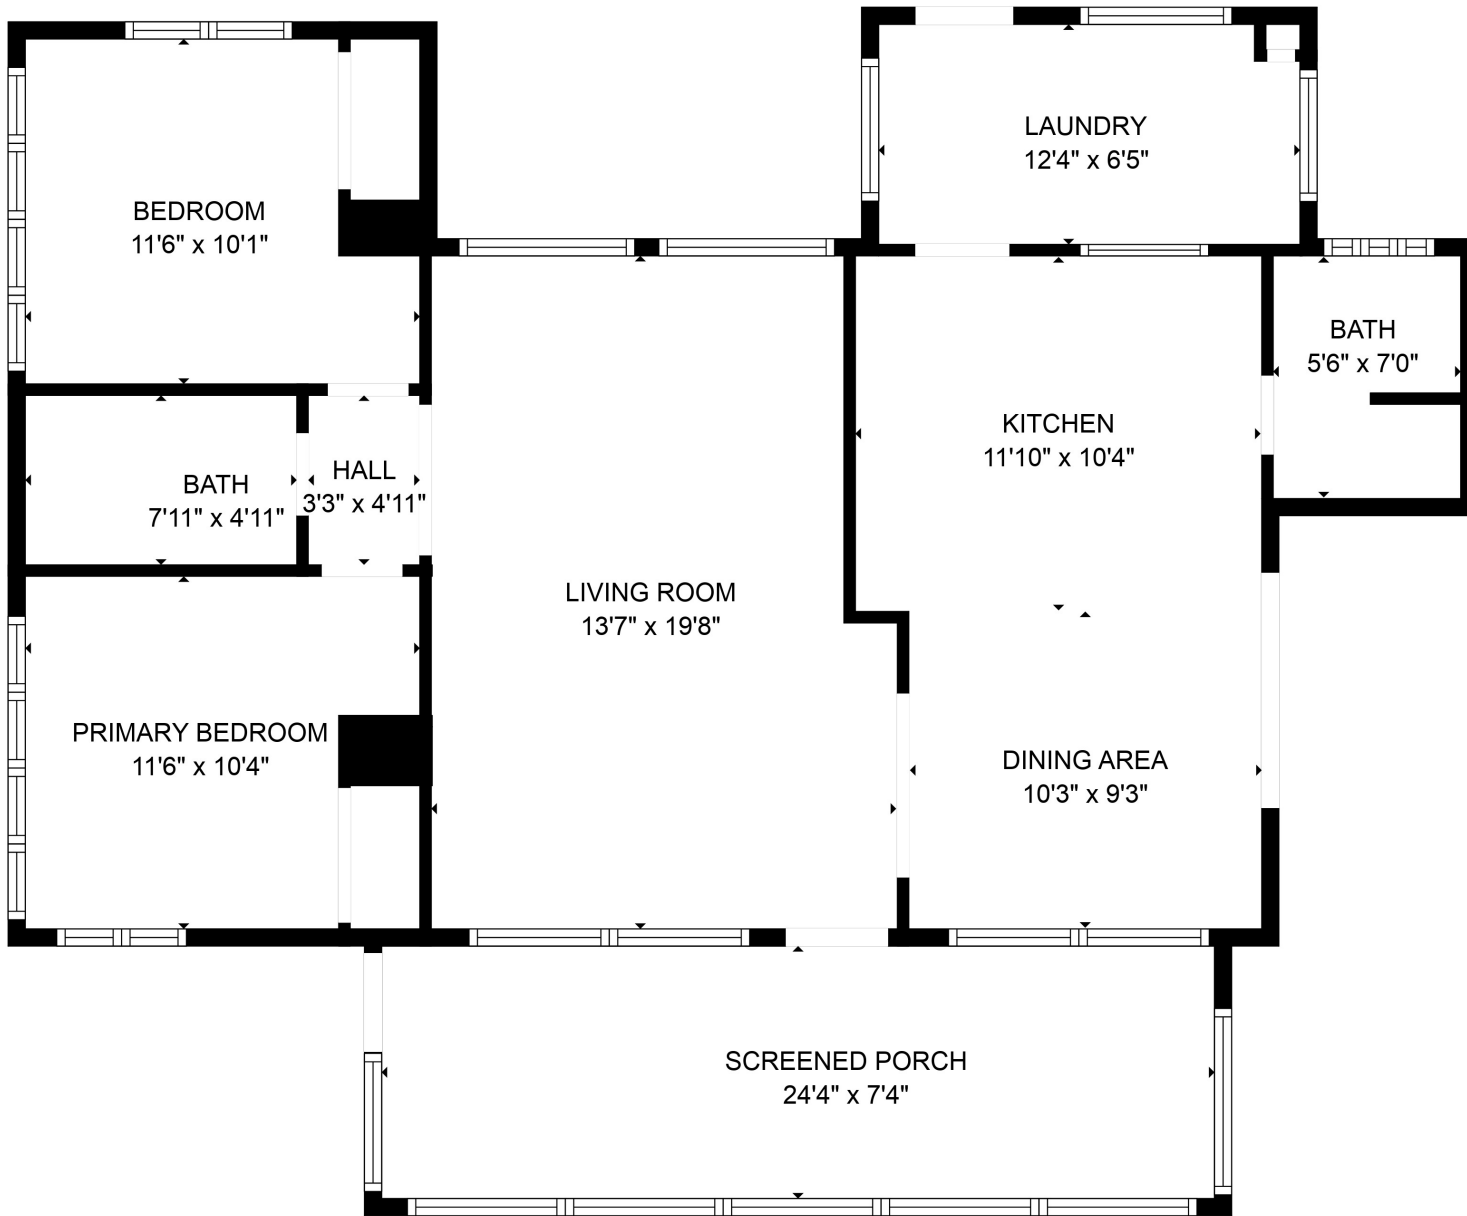 LAUNDRY
12'4" x 6'5"
BEDROOM
11'6" x 10'1"
BATH
5'6" x 7'0"
KITCHEN
11'10" x 10'4"
HALL
3'3" x 4'11"
BATH
7'11" x 4'11"
LIVING ROOM
13'7" x 19'8"
PRIMARY BEDROOM
11'6" x 10'4"
DINING AREA
10'3" x 9'3"
SCREENED PORCH
24'4" x 7'4"